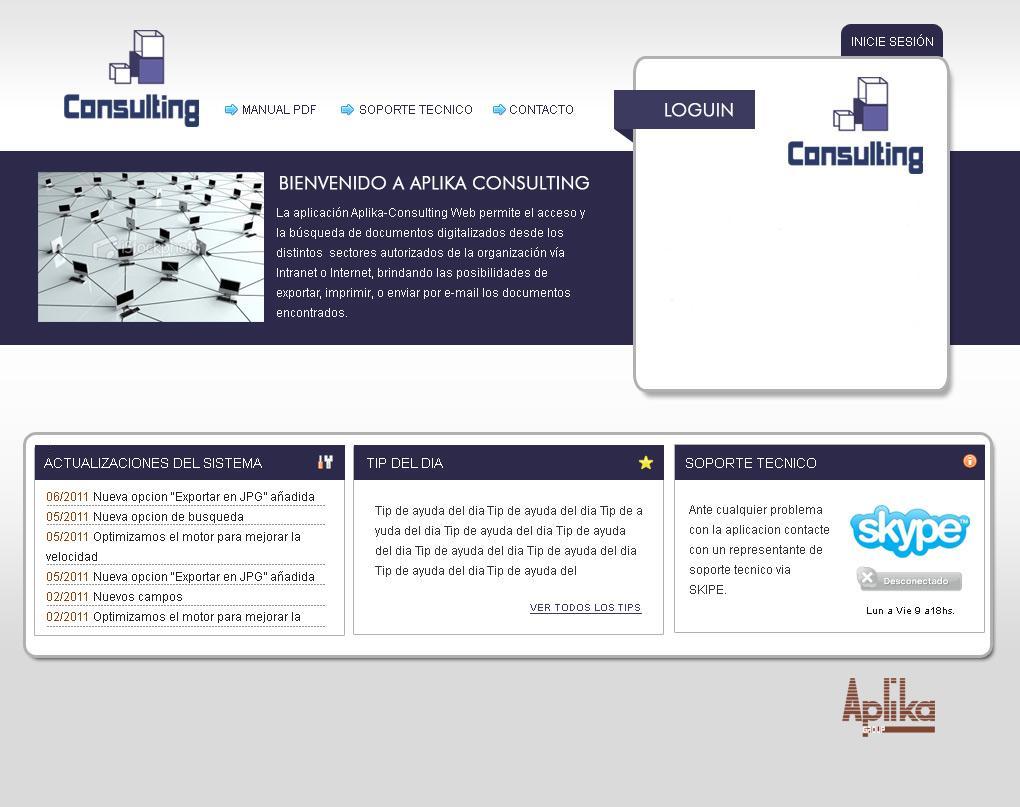 INICIE SESIÓN
Consulting
MANUAL PDF
SOPORTE TECNICO
CONTACTO
LOGUIN
Consulting
BIENVENIDO A APLIKA CONSULTING
La aplicación Aplika-Consulting Web permite el acceso y
la búsqueda de documentos digitalizados desde los
distintos sectores autorizados de la organización vía
Intranet o Internet, brindando las posibilidades de
exportar, imprimir, o enviar por e-mail los documentos
encontrados.
ACTUALIZACIONES DEL SISTEMA
06/2011 Nueva opcion "Exportar en JPG" añadida
05/2011 Nueva opcion de busqueda
05/2011 Optimizamos el motor para mejorar la
velocidad
05/2011 Nueva opcion "Exportar en JPG" añadida
02/2011 Nuevos campos
02/2011 Optimizamos el motor para mejorar la
TIP DEL DIA
Tip de ayuda del dia Tip de ayuda del dia Tip de a
yuda del dia Tip de ayuda del dia Tip de ayuda
del dia Tip de ayuda del dia Tip de ayuda del dia
Tip de ayuda del dia Tip de ayuda del
VER TODOS LOS TIPS
SOPORTE TECNICO
Ante cualquier problema
con la aplicacion contacte
con un representante de
soporte tecnico via
SKIPE.
skype™
Desconectado
Lun a Vie 9 a18hs.
Aplika
GROUP